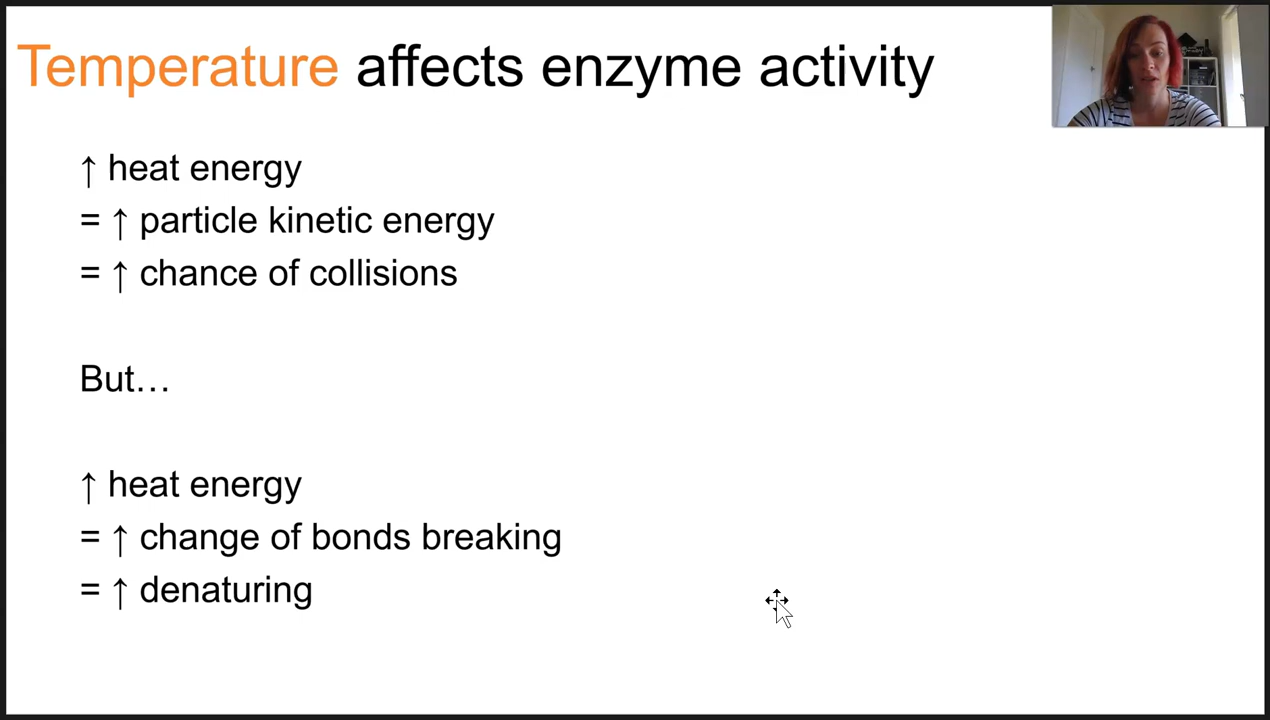 Temperature affects enzyme activity
↑ heat energy
= ↑ particle kinetic energy
= ↑ chance of collisions
But…
↑ heat energy
= ↑ change of bonds breaking
= ↑ denaturing